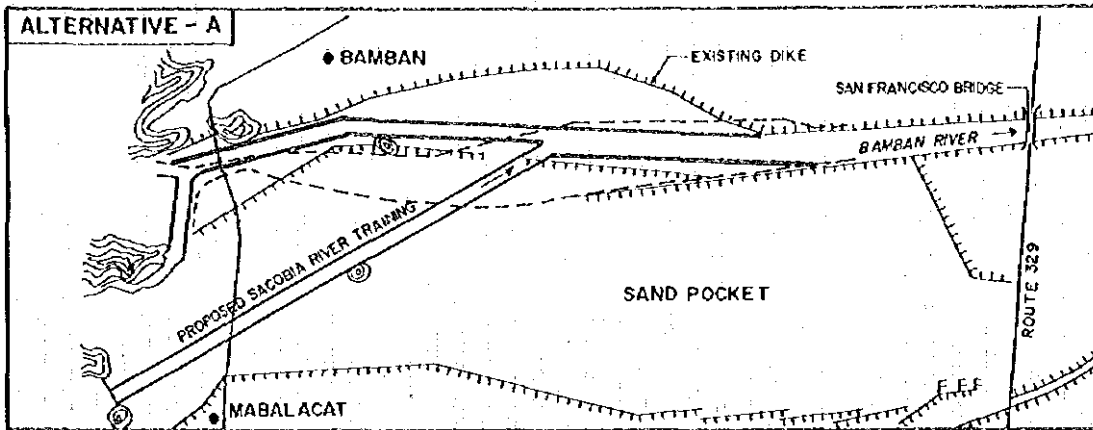 ALTERNATIVE - A
BAMBAN
EXISTING DIKE
SAN FRANCISCO BRIDGE
BAMBAN RIVER
PROPOSED SACOBIA RIVER TRAINING
SAND POCKET
ROUTE 329
MABALACAT